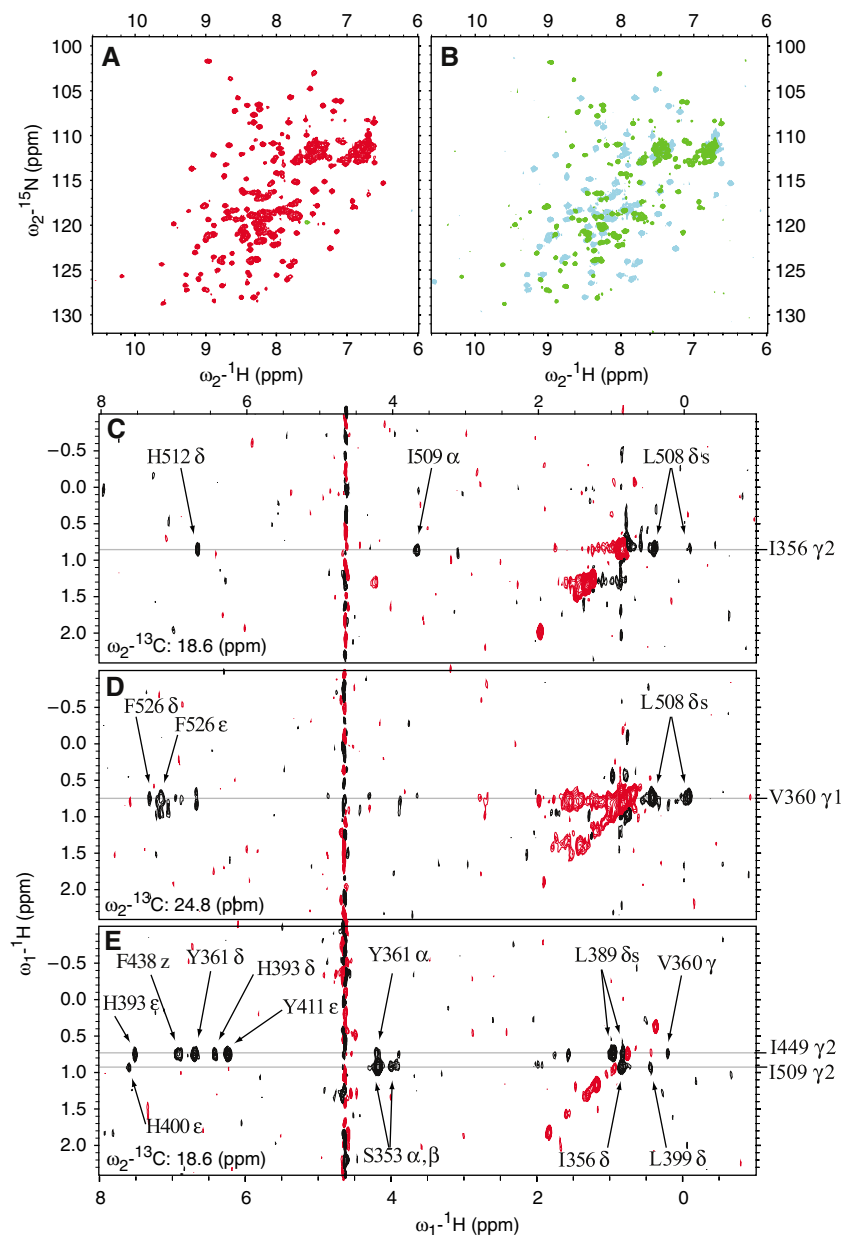 10 9 8 7 6 10 9 8 7 6
A
B
100
105
110
115
120
125
130
ω2-15N (ppm)
100
105
110
115
120
125
130
10 9 8 7 6
10 9 8 7 6
ω2-1H (ppm)
ω2-1H (ppm)
8 6 4 2 0
C
H512 δ
I509 α
L508 δ's
−0.5
0.0
0.5
1.0
1.5
2.0
I356 γ2
ω2-13C: 18.6 (ppm)
D
F526 δ
F526 ε
L508 δs
−0.5
0.0
0.5
1.0
1.5
2.0
V360 γ1
ω2-13C: 24.8 (ppm)
ω1-1H (ppm)
E
F438 z
Y361 δ
H393 δ
Y361 α
L389 δs
V360 γ
H393 ε
Y411 ε
−0.5
0.0
0.5
1.0
1.5
2.0
I449 γ2
I509 γ2
H400 ε
S353 α,β
I356 δ
L399 δ
ω2-13C: 18.6 (ppm)
8 6 4 2 0
ω1-1H (ppm)